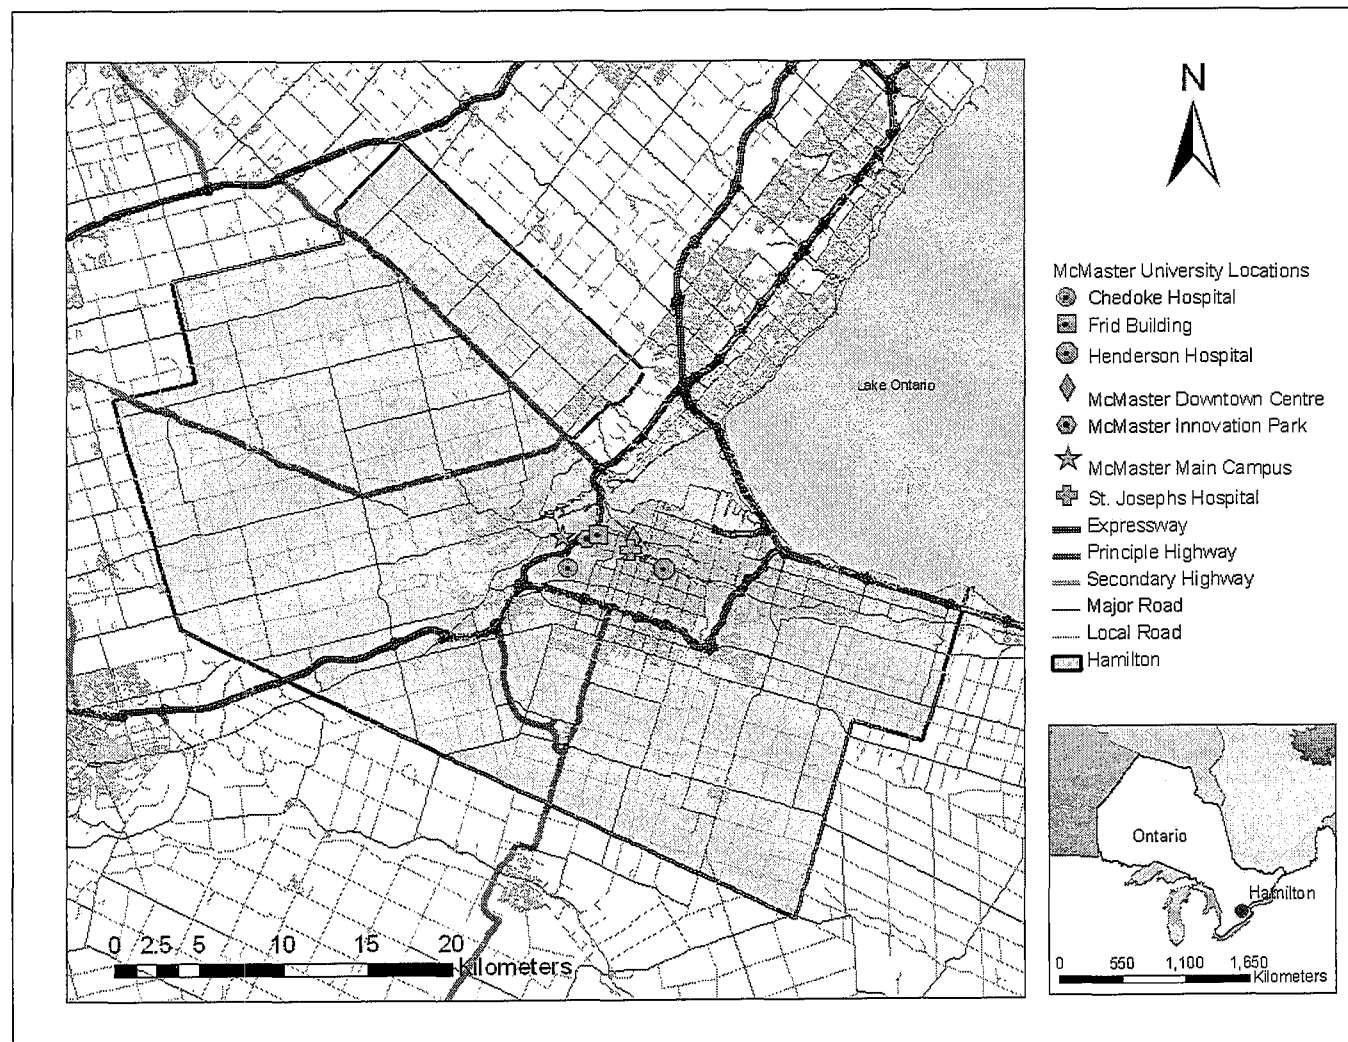 N
Lake Ontario
McMaster University Locations
Chedoke Hospital
Frid Building
Henderson Hospital
McMaster Downtown Centre
McMaster Innovation Park
McMaster Main Campus
St. Josephs Hospital
Expressway
Principle Highway
Secondary Highway
Major Road
Local Road
Hamilton
0 2.5 5 10 15 20
Kilometers
Ontario
Hamilton
0 550 1,100 1,650
Kilometers